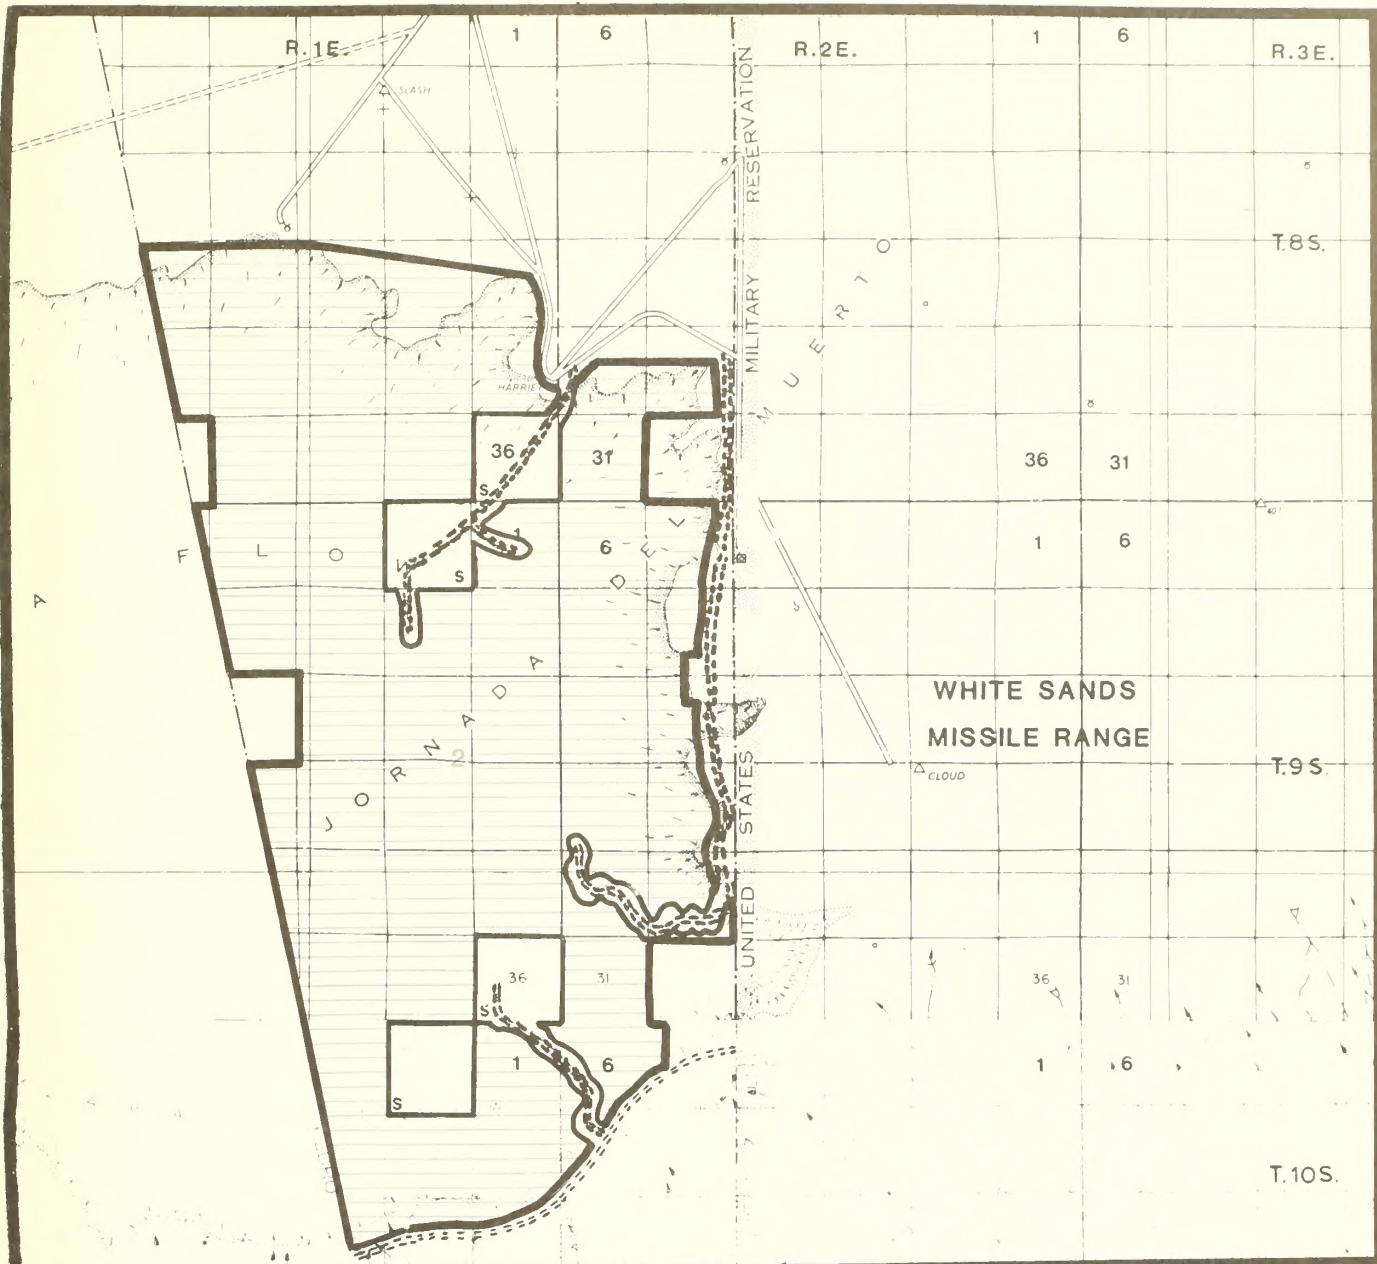 R.1E. 1 6 R.2E. 1 6 R.3E.
SLASH
T.8S.
HARRIET
36 31 36 31
S
1 6 1 6
S
WHITE SANDS
MISSILE RANGE
T.9S.
CLOUD
2
JORNADA DEL MUERTO
UNITED STATES MILITARY RESERVATION
36 31 36 31
S
1 6 1 6
S
T.10S.